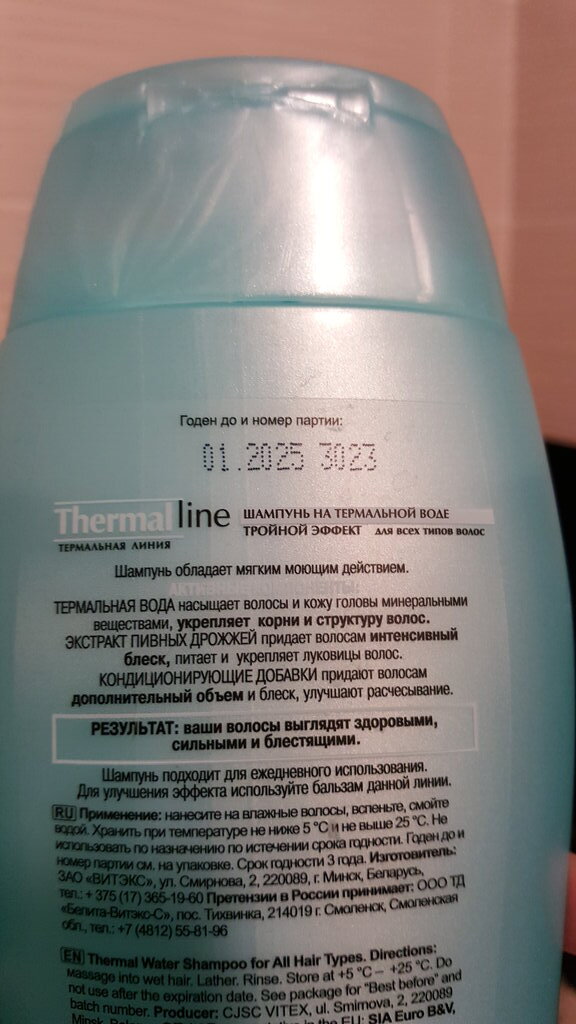 Годен до и номер партии:
01.2025 3023
Thermal line
ТЕРМАЛЬНАЯ ЛИНИЯ
ШАМПУНЬ НА ТЕРМАЛЬНОЙ ВОДЕ
ТРОЙНОЙ ЭФФЕКТ для всех типов волос
Шампунь обладает мягким моющим действием.
ТЕРМАЛЬНАЯ ВОДА насыщает волосы и кожу головы минеральными
веществами, укрепляет корни и структуру волос.
ЭКСТРАКТ ПИВНЫХ ДРОЖЖЕЙ придает волосам интенсивный
блеск, питает и укрепляет луковицы волос.
КОНДИЦИОНИРУЮЩИЕ ДОБАВКИ придают волосам
дополнительный объем и блеск, улучшают расчесывание.
РЕЗУЛЬТАТ: ваши волосы выглядят здоровыми,
сильными и блестящими.
Шампунь подходит для ежедневного использования.
Для улучшения эффекта используйте бальзам данной линии.
RU Применение: нанесите на влажные волосы, вспеньте, смойте
водой. Хранить при температуре не ниже 5 °С и не выше 25 °С. Не
использовать по назначению по истечении срока годности. Годен до и
номер партии см. на упаковке. Срок годности 3 года. Изготовитель:
ЗАО «ВИТЭКС», ул. Смирнова, 2, 220089, г. Минск, Беларусь,
тел.: + 375 (17) 365-19-60 Претензии в России принимает: ООО ТД
«Белита-Витэкс-С», пос. Тихвинка, 214019 г. Смоленск, Смоленская
обл., тел.: +7 (4812) 55-81-96
EN Thermal Water Shampoo for All Hair Types. Directions:
massage into wet hair. Lather. Rinse. Store at +5 °C – +25 °C. Do
not use after the expiration date. See package for "Best before" and
batch number. Producer: CJSC VITEX, ul. Smirnova, 2, 220089
Minsk, in the EU: SIA Euro B&V,